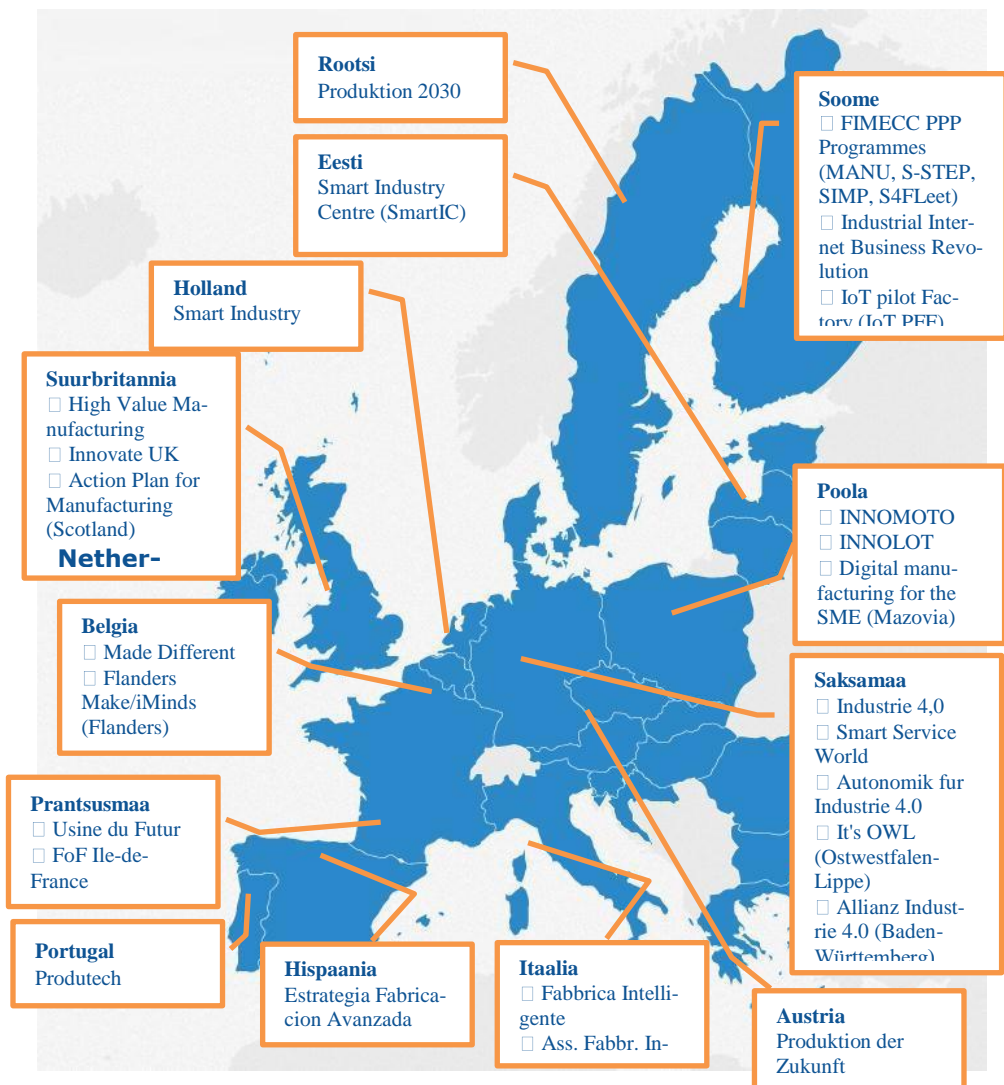 Rootsi
Produktion 2030
Soome
□ FIMECC PPP
Programmes
(MANU, S-STEP,
SIMP, S4FLeet)
□ Industrial Inter-
net Business Revo-
lution
□ IoT pilot Fac-
tory (IoT PFF)
Eesti
Smart Industry
Centre (SmartIC)
Holland
Smart Industry
Suurbritannia
□ High Value Ma-
nufacturing
□ Innovate UK
□ Action Plan for
Manufacturing
(Scotland)
Nether-
Poola
□ INNOMOTO
□ INNOLOT
□ Digital manu-
facturing for the
SME (Mazovia)
Belgia
□ Made Different
□ Flanders
Make/iMinds
(Flanders)
Saksamaa
□ Industrie 4,0
□ Smart Service
World
□ Autonomik fur
Industrie 4.0
□ It's OWL
(Ostwestfalen-
Lippe)
□ Allianz Indust-
rie 4.0 (Baden-
Württemberg)
Prantsusmaa
□ Usine du Futur
□ FoF Ile-de-
France
Portugal
Produtech
Hispaania
Estrategia Fabrica-
cion Avanzada
Itaalia
□ Fabbrica Intelli-
gente
□ Ass. Fabbr. In-
Austria
Produktion der
Zukunft